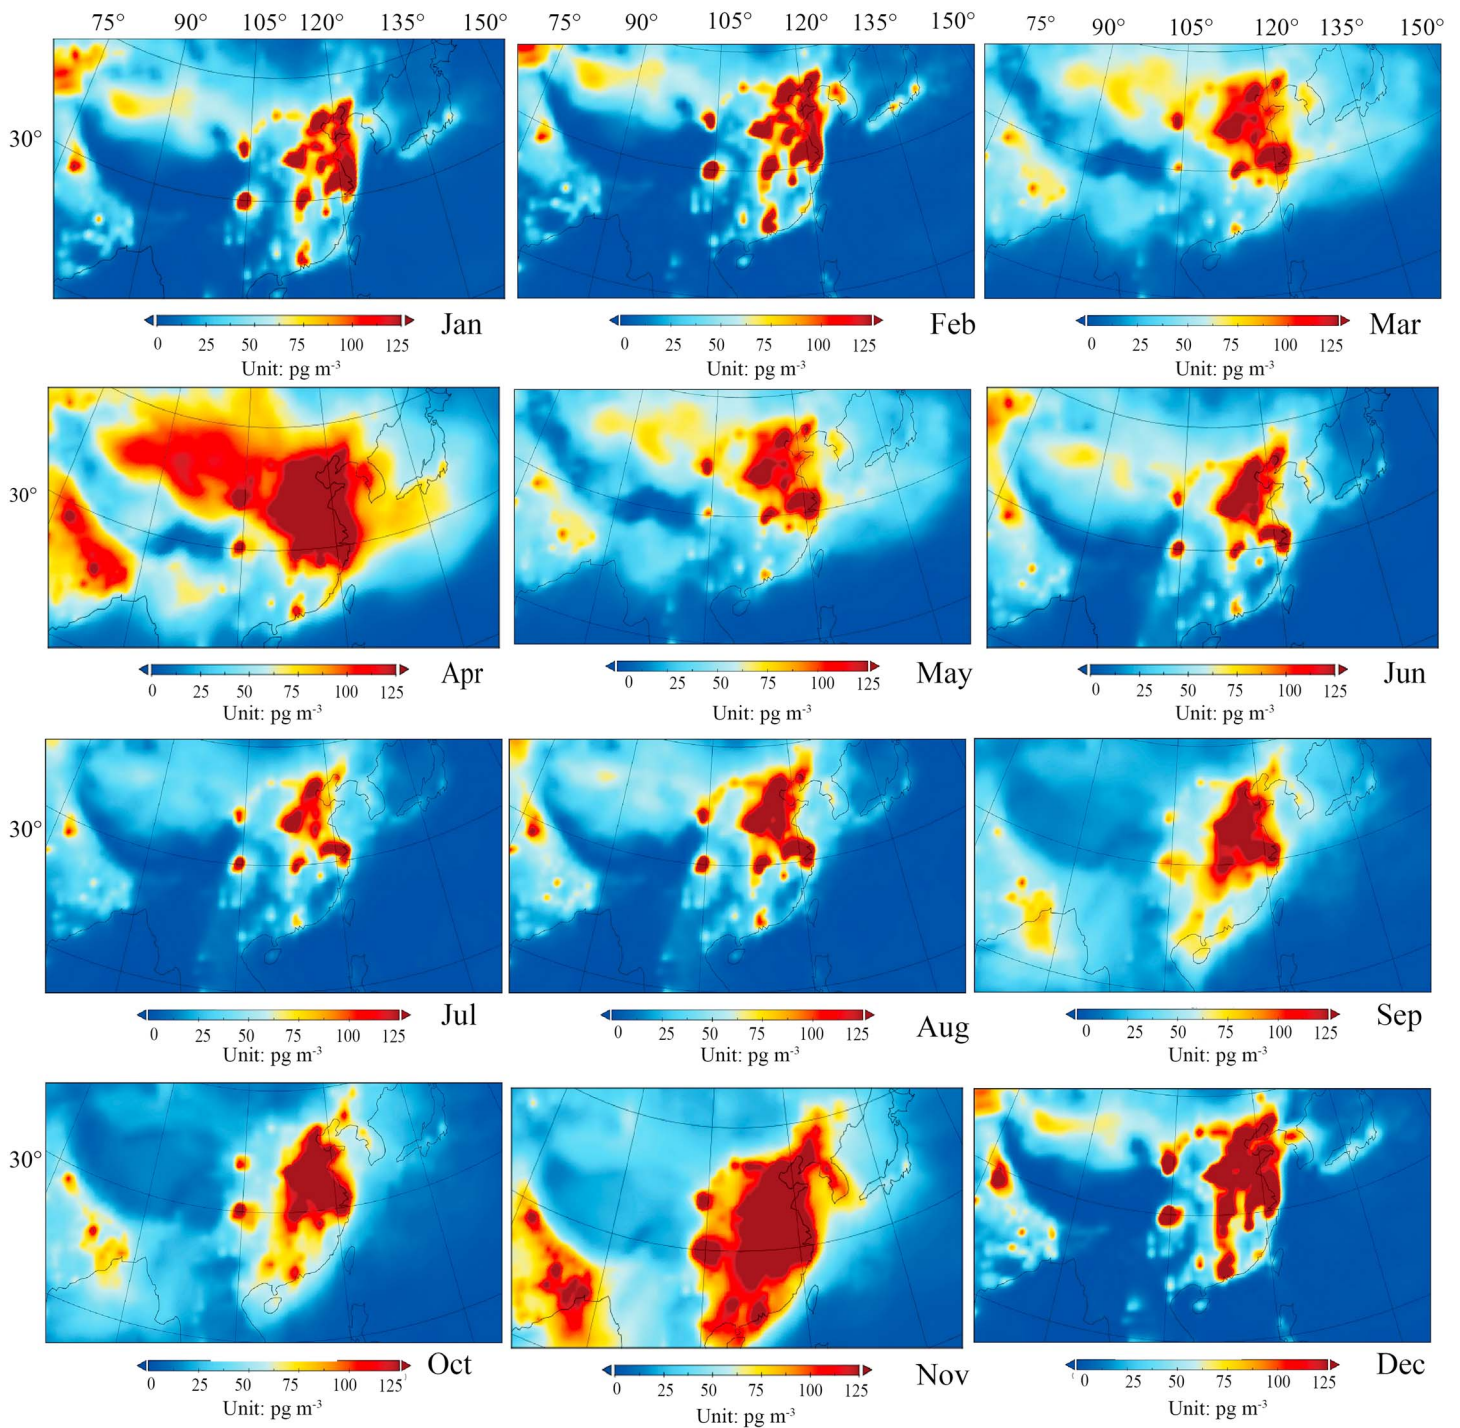 75° 90° 105° 120° 135° 150° 75° 90° 105° 120° 135° 150° 75° 90° 105° 120° 135° 150°
30°
Jan Feb Mar
0 25 50 75 100 125 0 25 50 75 100 125 0 25 50 75 100 125
Unit: pg m-3 Unit: pg m-3 Unit: pg m-3
30°
Apr May Jun
0 25 50 75 100 125 0 25 50 75 100 125 0 25 50 75 100 125
Unit: pg m-3 Unit: pg m-3 Unit: pg m-3
30°
Jul Aug Sep
0 25 50 75 100 125 0 25 50 75 100 125 0 25 50 75 100 125
Unit: pg m-3 Unit: pg m-3 Unit: pg m-3
30°
Oct Nov Dec
0 25 50 75 100 125 0 25 50 75 100 125 0 25 50 75 100 125
Unit: pg m-3 Unit: pg m-3 Unit: pg m-3